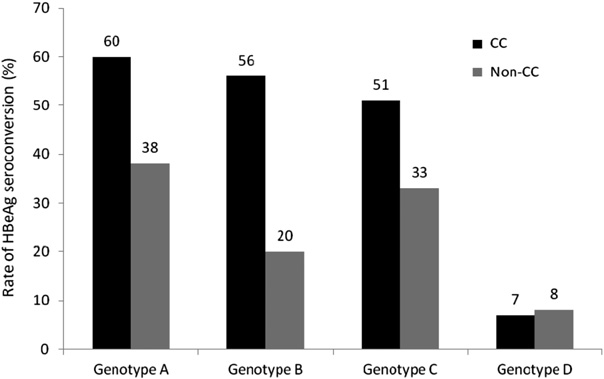 Rate of HBeAg seroconversion (%)
70
60
50
40
30
20
10
0
60
38
56
20
51
33
7
8
CC
Non-CC
Genotype A
Genotype B
Genotype C
Genotype D